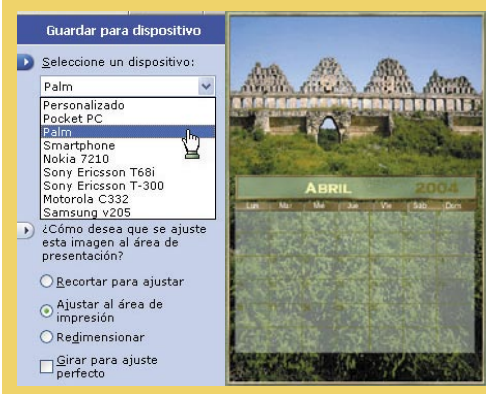 Guardar para dispositivo
Seleccione un dispositivo:
Palm
Personalizado
Pocket PC
Palm
Smartphone
Nokia 7210
Sony Ericsson T68i
Sony Ericsson T-300
Motorola C332
Samsung v205
¿Cómo desea que se ajuste
esta imagen al área de
presentación?
Recortar para ajustar
Ajustar al área de
impresión
Redimensionar
Girar para ajuste
perfecto
ABRIL 2004
Lun Mar Mié Jue Vie Sáb Dom